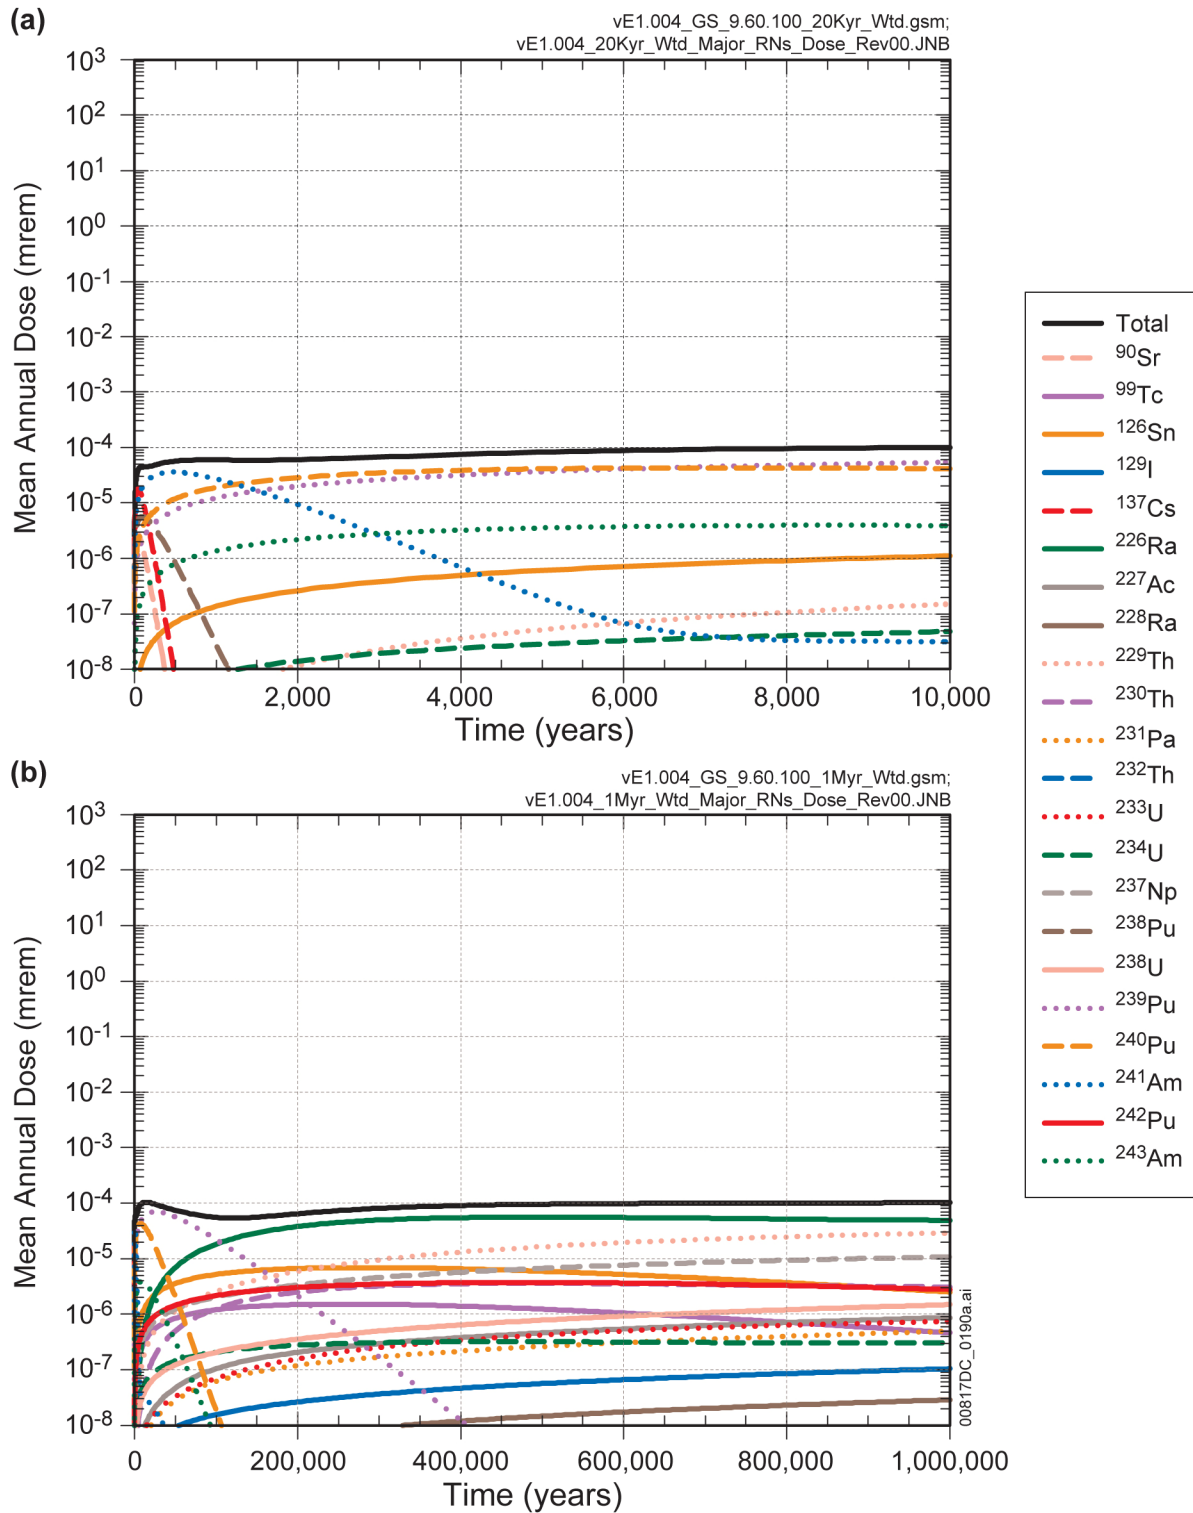 (a)
vE1.004_GS_9.60.100_20Kyr_Wtd.gsm;
vE1.004_20Kyr_Wtd_Major_RNs_Dose_Rev00.JNB
Mean Annual Dose (mrem)
10³
10²
10¹
10⁰
10⁻¹
10⁻²
10⁻³
10⁻⁴
10⁻⁵
10⁻⁶
10⁻⁷
10⁻⁸
0 2,000 4,000 6,000 8,000 10,000
Time (years)
(b)
vE1.004_GS_9.60.100_1Myr_Wtd.gsm;
vE1.004_1Myr_Wtd_Major_RNs_Dose_Rev00.JNB
Mean Annual Dose (mrem)
10³
10²
10¹
10⁰
10⁻¹
10⁻²
10⁻³
10⁻⁴
10⁻⁵
10⁻⁶
10⁻⁷
10⁻⁸
0 200,000 400,000 600,000 800,000 1,000,000
Time (years)
00817DC_0190a.ai
Total
⁹⁰Sr
⁹⁹Tc
¹²⁶Sn
¹²⁹I
¹³⁷Cs
²²⁶Ra
²²⁷Ac
²²⁸Ra
²²⁹Th
²³⁰Th
²³¹Pa
²³²Th
²³³U
²³⁴U
²³⁷Np
²³⁸Pu
²³⁸U
²³⁹Pu
²⁴⁰Pu
²⁴¹Am
²⁴²Pu
²⁴³Am